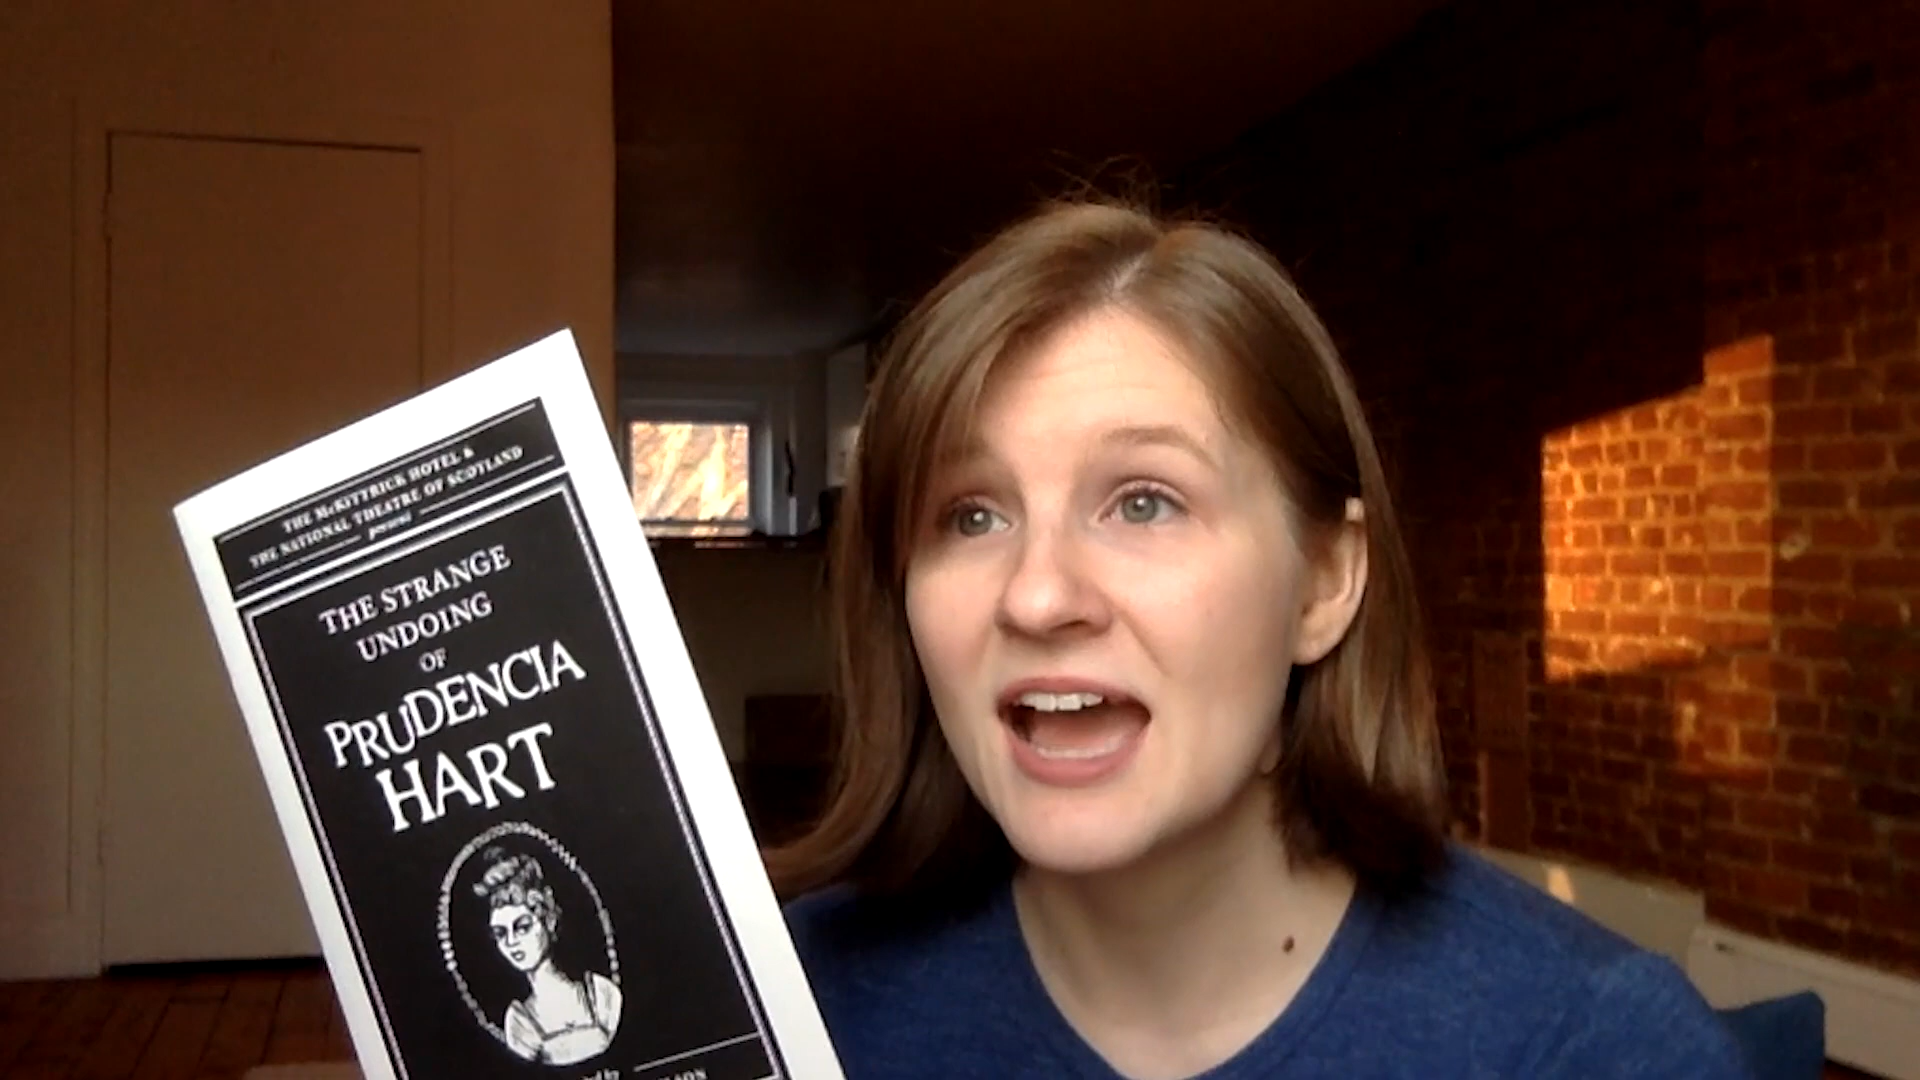 THE McKITTRICK HOTEL &
THE NATIONAL THEATRE OF SCOTLAND
present
THE STRANGE
UNDOING
OF
PRUDENCIA
HART